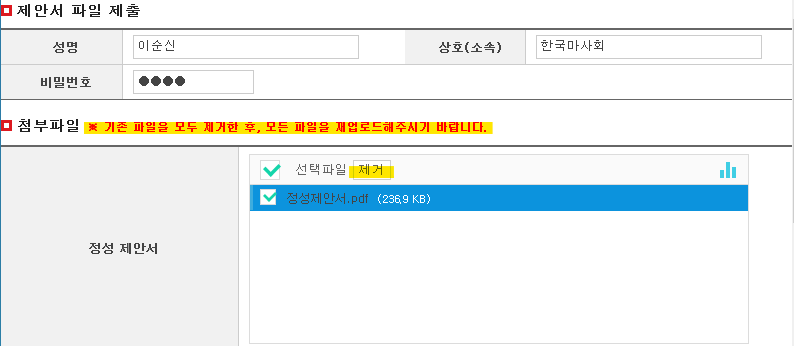 제안서 파일 제출
성명 이순신 상호(소속) 한국마사회
비밀번호 ●●●●
첨부파일 ※ 기존 파일을 모두 제거한 후, 모든 파일을 재업로드해주시기 바랍니다.
선택파일 제거
정성제안서.pdf (236,9 KB)
정성 제안서